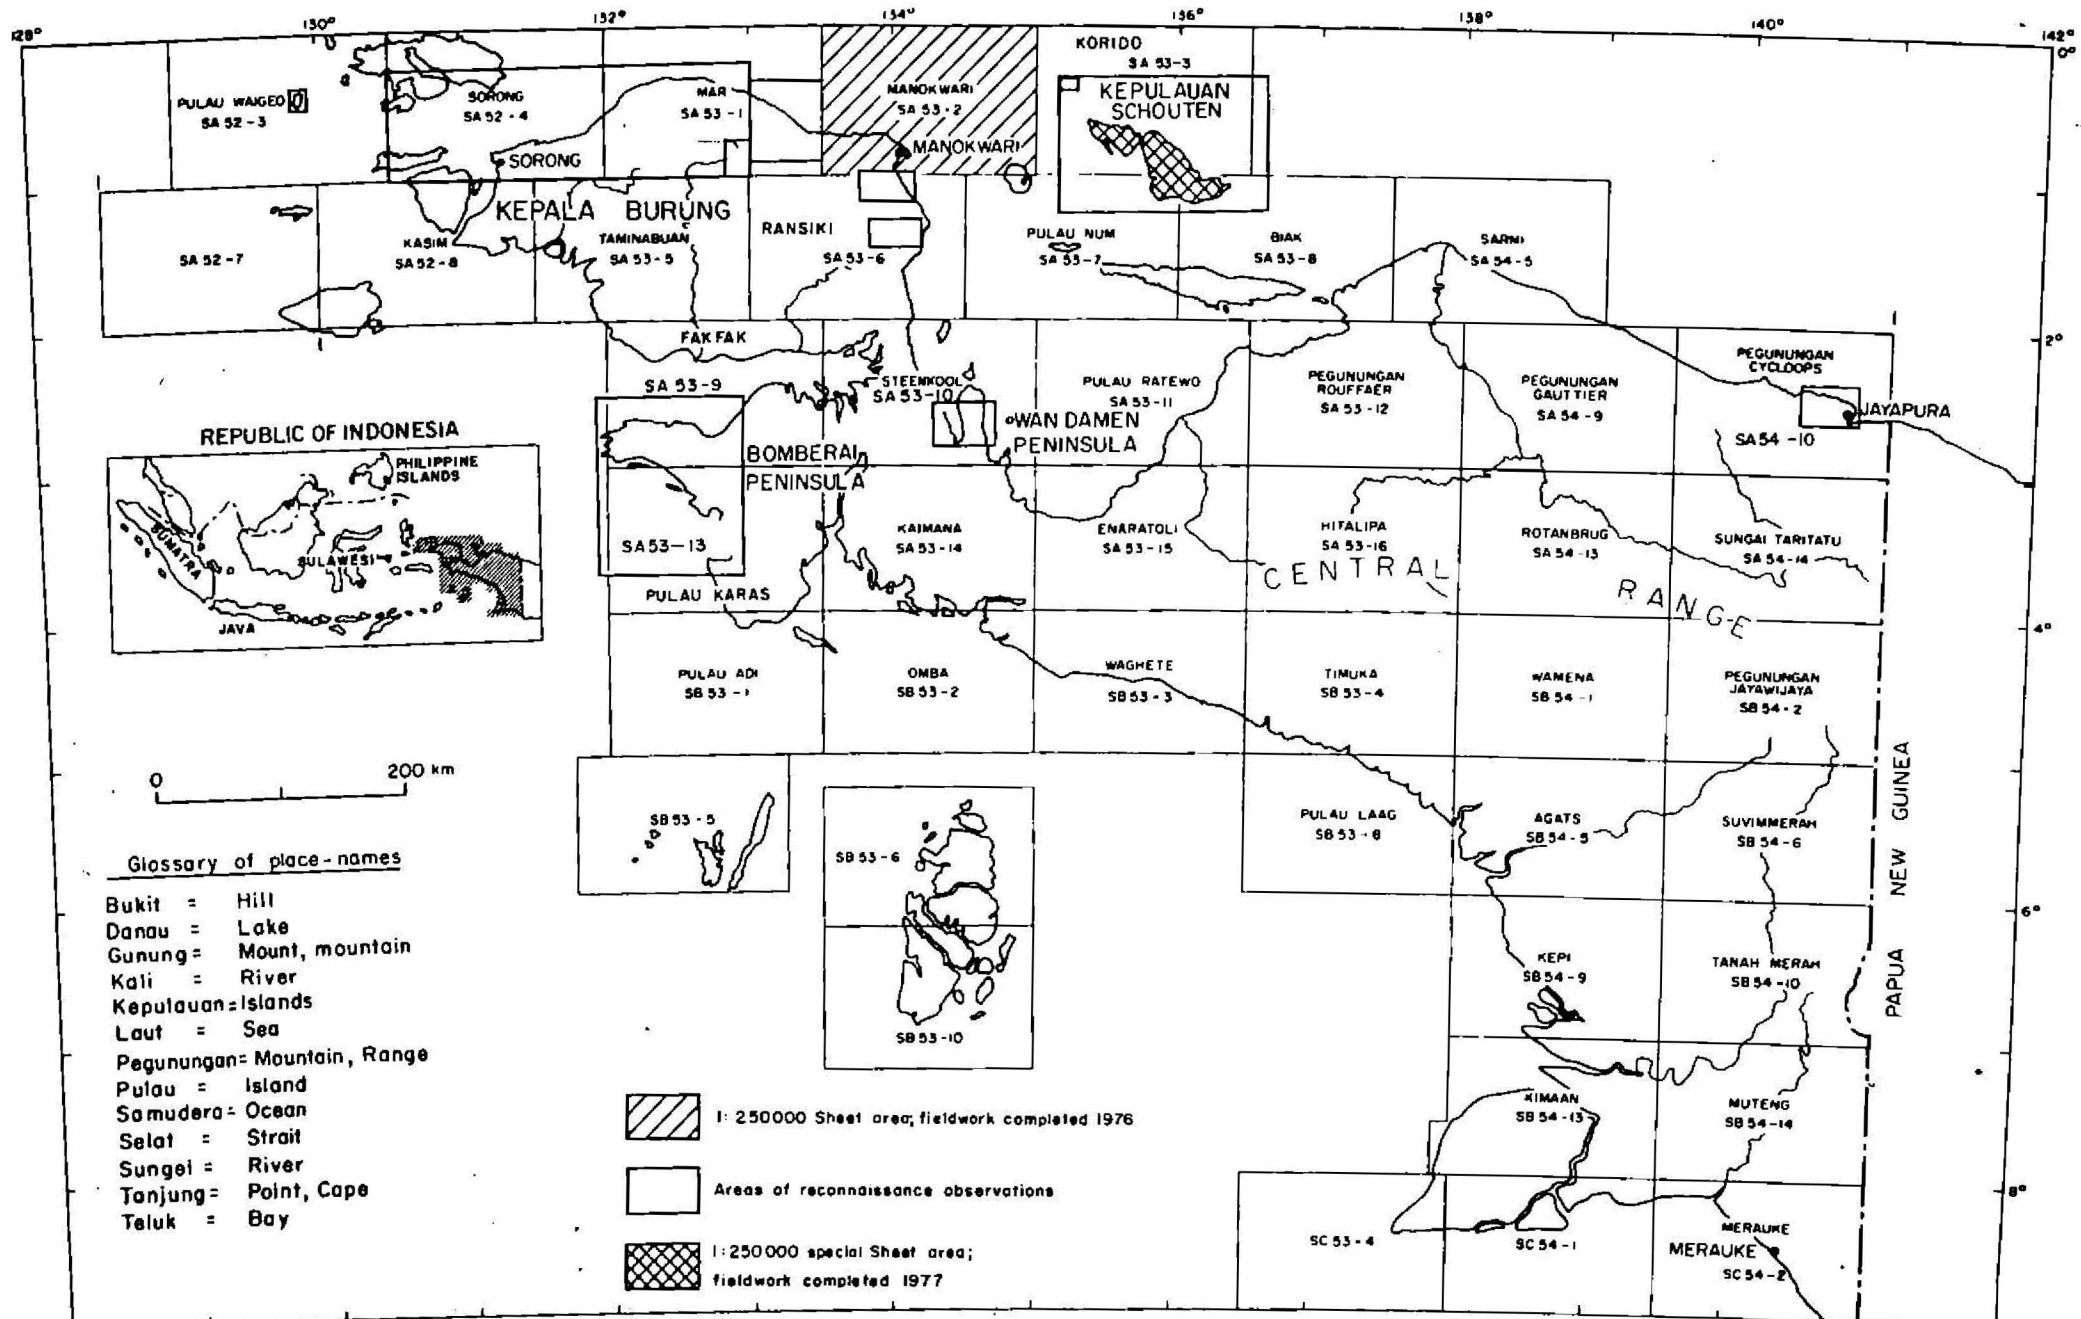 128°
130°
132°
134°
136°
138°
140°
142°
0°
KORIDO
SA 53-3
PULAU WAIGEO
SA 52-3
SORONG
SA 52-4
MAR
SA 53-1
MANOKWARI
SA 53-2
KEPULAUAN
SCHOUTEN
SORONG
MANOKWARI
KEPALA BURUNG
SA 52-7
KASIM
SA 52-8
TAMINABUAN
SA 53-5
RANSIKI
SA 53-6
PULAU NUM
SA 53-7
BIAK
SA 53-8
SARMI
SA 54-5
2°
FAKFAK
SA 53-9
STEENKOOL
SA 53-10
PULAU RATEWO
SA 53-11
PEGUNUNGAN
ROUFFAER
SA 53-12
PEGUNUNGAN
GAUTTIER
SA 54-9
PEGUNUNGAN
CYCLOOPS
SA54-10
JAYAPURA
WAN DAMEN
PENINSULA
BOMBERAI
PENINSULA
SA53-13
PULAU KARAS
KAIMANA
SA 53-14
ENARATOLI
SA 53-15
HITALIPA
SA 53-16
ROTANBRUG
SA 54-13
SUNGAI TARITATU
SA 54-14
CENTRAL RANGE
4°
REPUBLIC OF INDONESIA
PHILIPPINE
ISLANDS
SUMATRA
SULAWESI
JAVA
PULAU ADI
SB 53-1
OMBA
SB 53-2
WAGHETE
SB 53-3
TIMUKA
SB 53-4
WAMENA
SB 54-1
PEGUNUNGAN
JAYAWIJAYA
SB 54-2
0 200 km
SB 53-5
SB 53-6
SB 53-10
PULAU LAAG
SB 53-8
AGATS
SB 54-5
SUVIMMERAH
SB 54-6
PAPUA NEW GUINEA
6°
KEPI
SB 54-9
TANAH MERAH
SB 54-10
KIMAAN
SB 54-13
MUTENG
SB 54-14
8°
SC 53-4
SC 54-1
MERAUKE
MERAUKE
SC 54-2
Glossary of place-names
Bukit = Hill
Danau = Lake
Gunung = Mount, mountain
Kali = River
Kepulauan = Islands
Laut = Sea
Pegunungan = Mountain, Range
Pulau = Island
Samudera = Ocean
Selat = Strait
Sungei = River
Tanjung = Point, Cape
Teluk = Bay
1: 250000 Sheet area; fieldwork completed 1976
Areas of reconnaissance observations
1:250000 special Sheet area;
fieldwork completed 1977